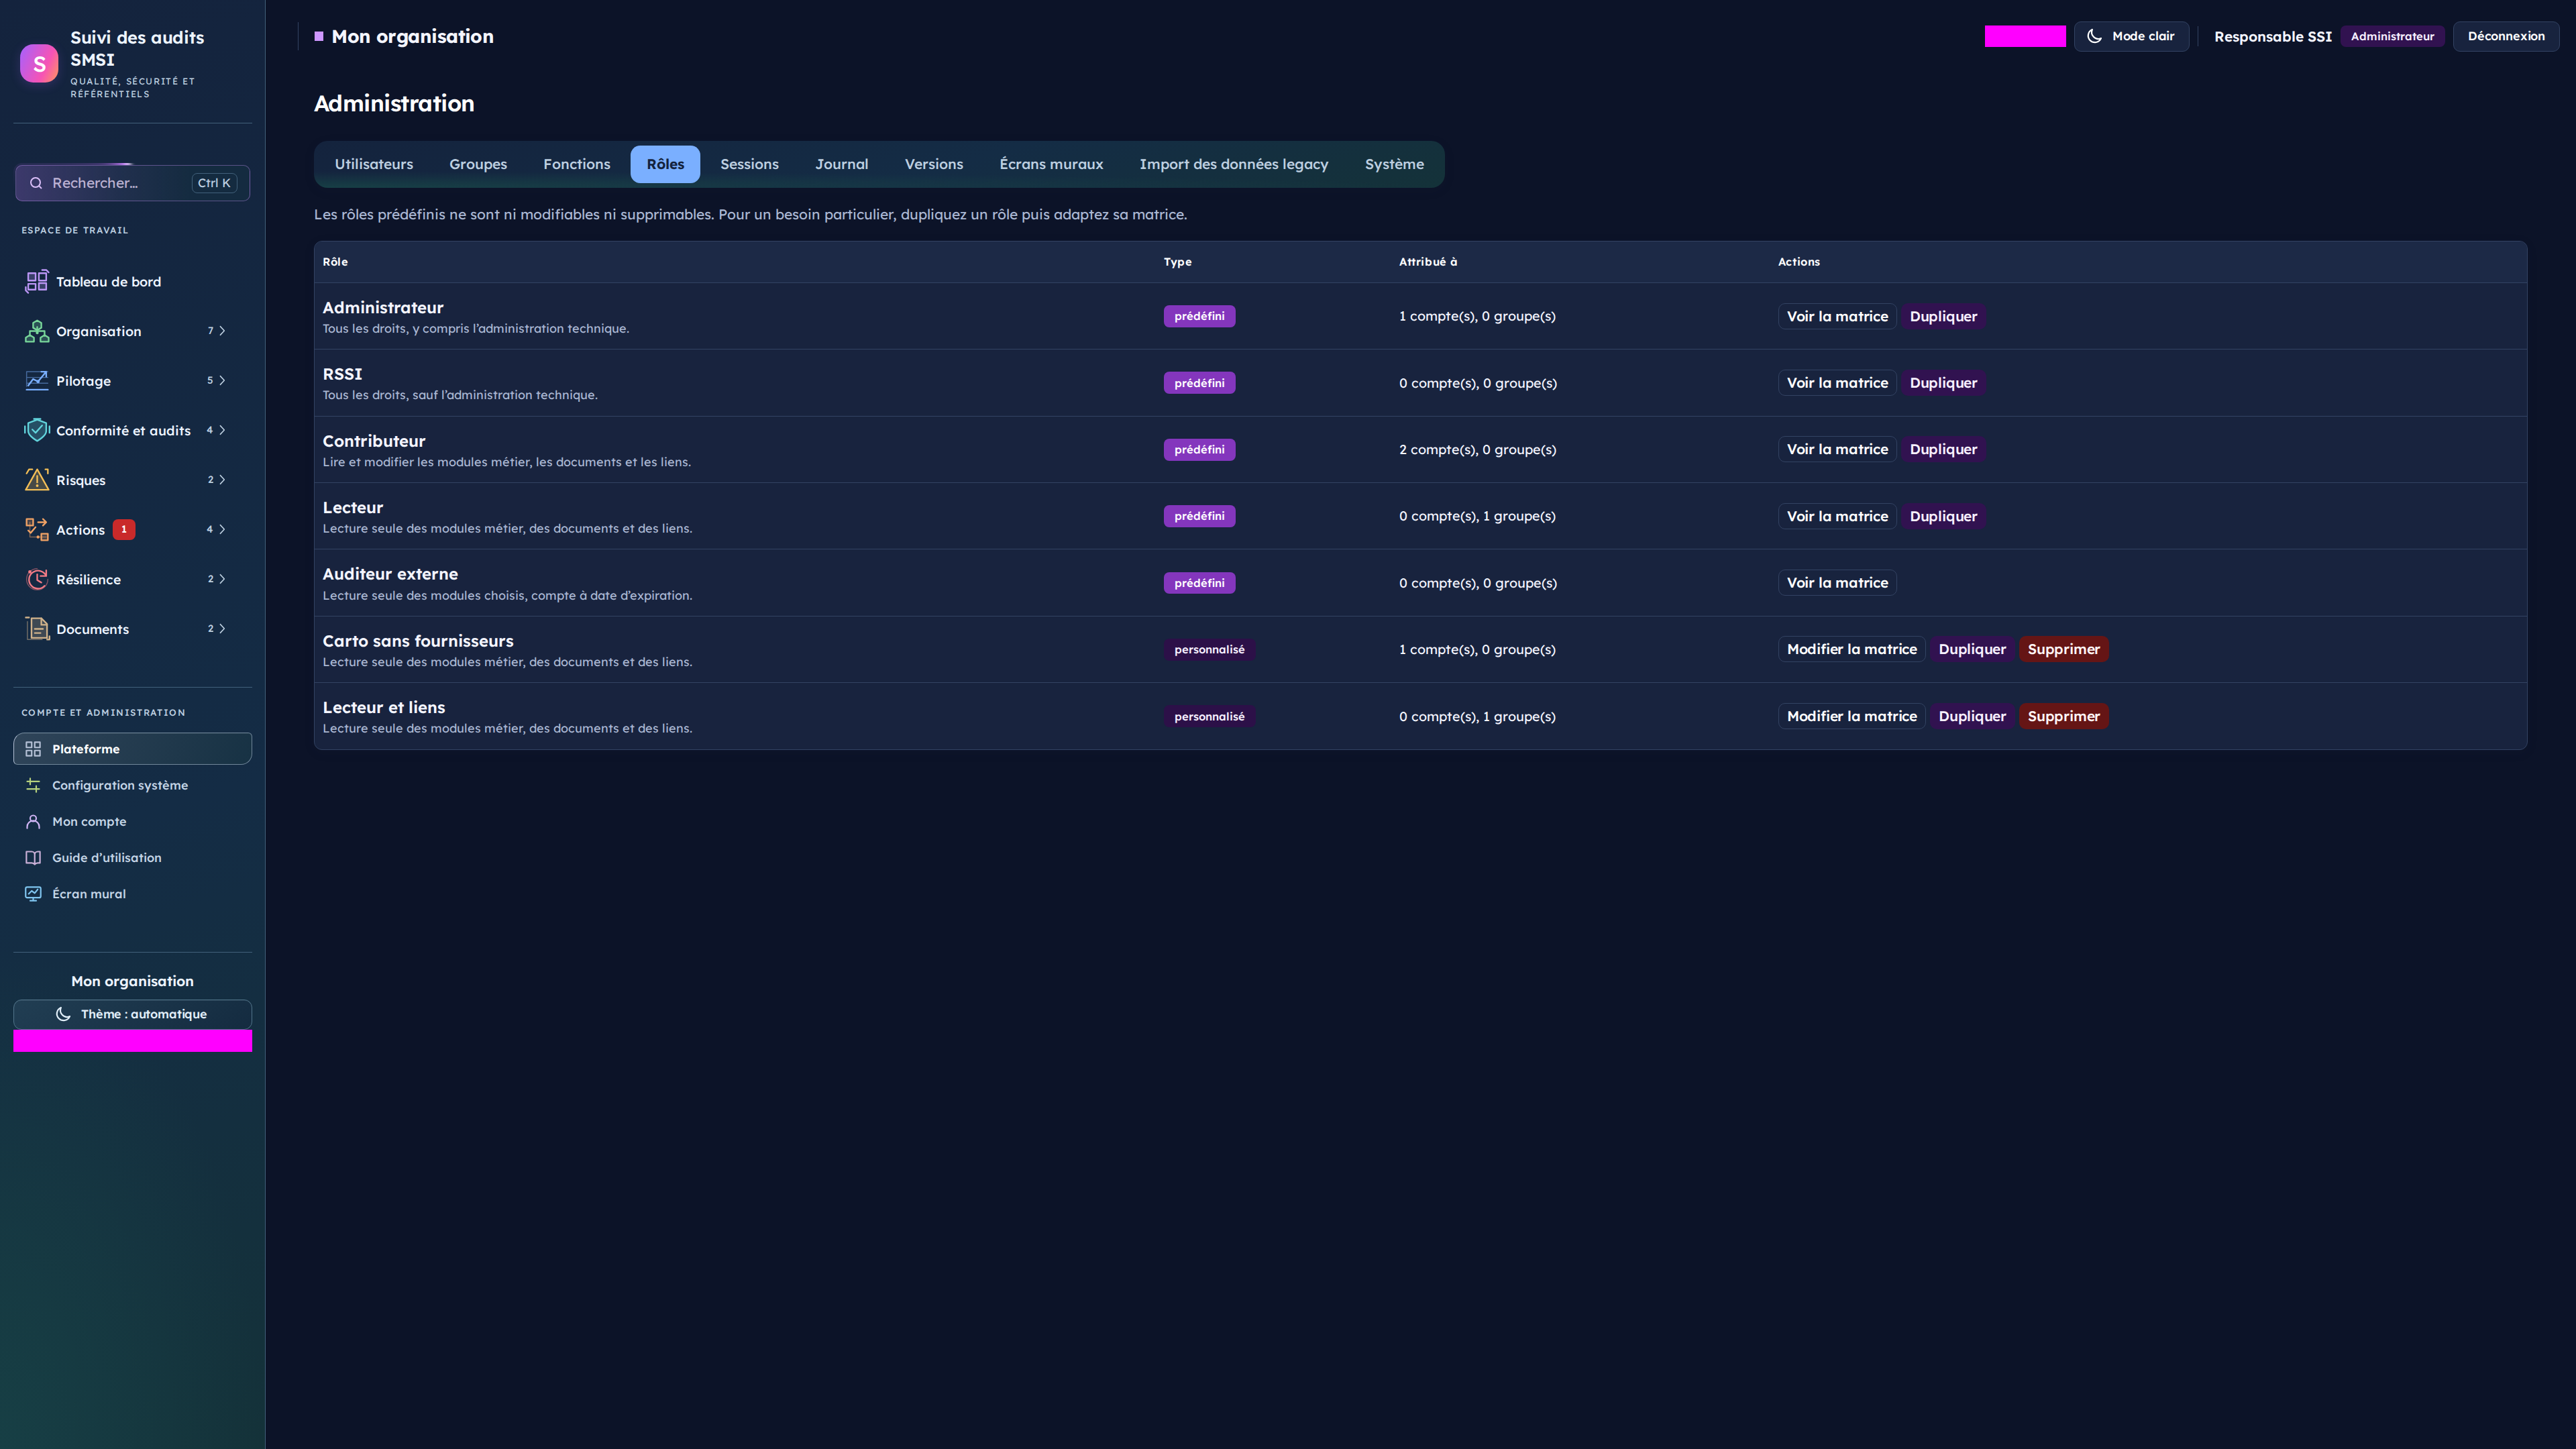 S
Suivi des audits
SMSI
QUALITÉ, SÉCURITÉ ET
RÉFÉRENTIELS
Rechercher... Ctrl K
ESPACE DE TRAVAIL
Tableau de bord
Organisation 7
Pilotage 5
Conformité et audits 4
Risques 2
Actions 1 4
Résilience 2
Documents 2
COMPTE ET ADMINISTRATION
Plateforme
Configuration système
Mon compte
Guide d’utilisation
Écran mural
Mon organisation
Thème : automatique
Mon organisation
Mode clair Responsable SSI Administrateur Déconnexion
Administration
Utilisateurs Groupes Fonctions Rôles Sessions Journal Versions Écrans muraux Import des données legacy Système
Les rôles prédéfinis ne sont ni modifiables ni supprimables. Pour un besoin particulier, dupliquez un rôle puis adaptez sa matrice.
Rôle Type Attribué à Actions
Administrateur
Tous les droits, y compris l’administration technique.
prédéfini 1 compte(s), 0 groupe(s) Voir la matrice Dupliquer
RSSI
Tous les droits, sauf l’administration technique.
prédéfini 0 compte(s), 0 groupe(s) Voir la matrice Dupliquer
Contributeur
Lire et modifier les modules métier, les documents et les liens.
prédéfini 2 compte(s), 0 groupe(s) Voir la matrice Dupliquer
Lecteur
Lecture seule des modules métier, des documents et des liens.
prédéfini 0 compte(s), 1 groupe(s) Voir la matrice Dupliquer
Auditeur externe
Lecture seule des modules choisis, compte à date d’expiration.
prédéfini 0 compte(s), 0 groupe(s) Voir la matrice
Carto sans fournisseurs
Lecture seule des modules métier, des documents et des liens.
personnalisé 1 compte(s), 0 groupe(s) Modifier la matrice Dupliquer Supprimer
Lecteur et liens
Lecture seule des modules métier, des documents et des liens.
personnalisé 0 compte(s), 1 groupe(s) Modifier la matrice Dupliquer Supprimer